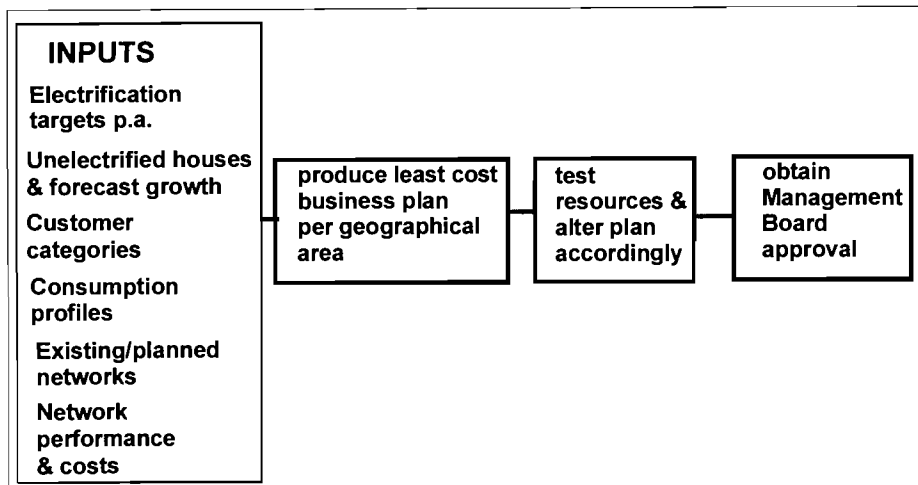 INPUTS
Electrification
targets p.a.
Unelectrified houses
& forecast growth
Customer
categories
Consumption
profiles
Existing/planned
networks
Network
performance
& costs
produce least cost
business plan
per geographical
area
test
resources &
alter plan
accordingly
obtain
Management
Board
approval